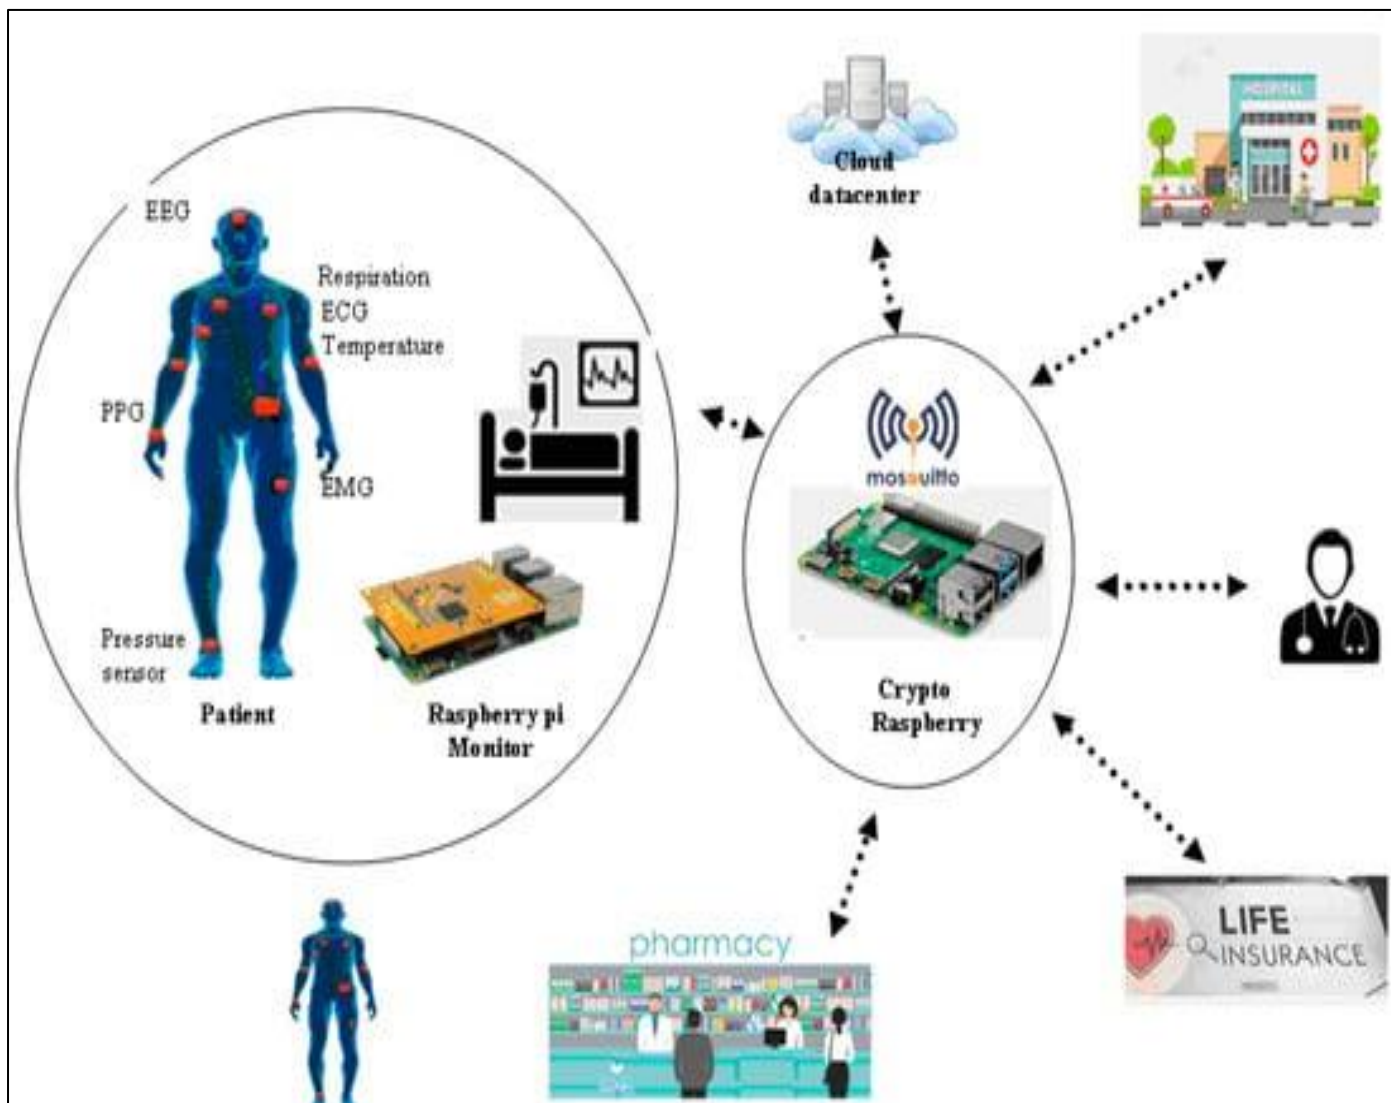 Cloud
datacenter
HOSPITAL
EEG
Respiration
ECG
Temperature
PPG
EMG
Pressure
sensor
Patient
Raspberry pi
Monitor
mosquitto
Crypto
Raspberry
LIFE
INSURANCE
pharmacy